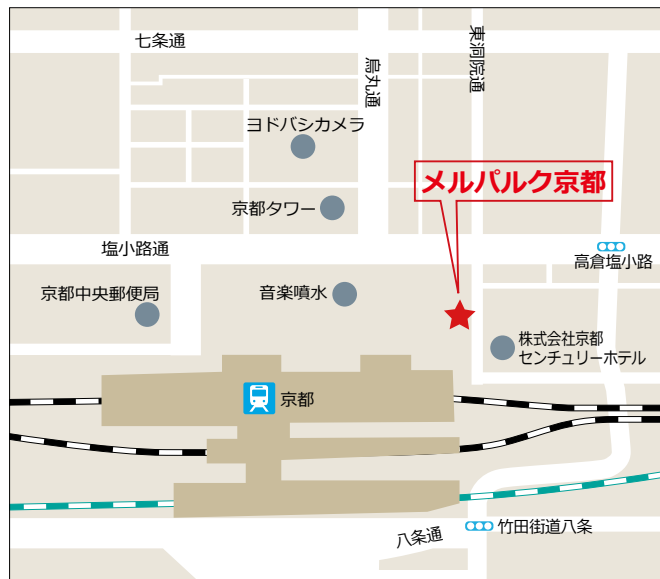 七条通
烏丸通
東洞院通
ヨドバシカメラ
メルパルク京都
京都タワー
塩小路通
高倉塩小路
京都中央郵便局
音楽噴水
株式会社京都
センチュリーホテル
京都
八条通
竹田街道八条